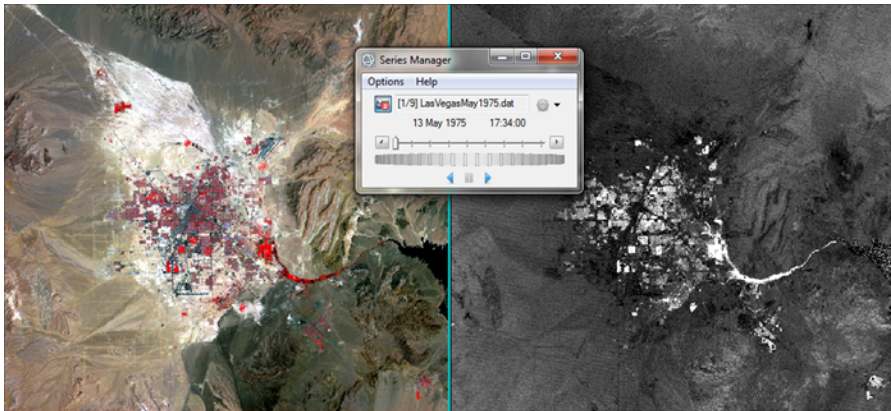 Series Manager
Options Help
[1/9] LasVegasMay1975.dat
13 May 1975 17:34:00